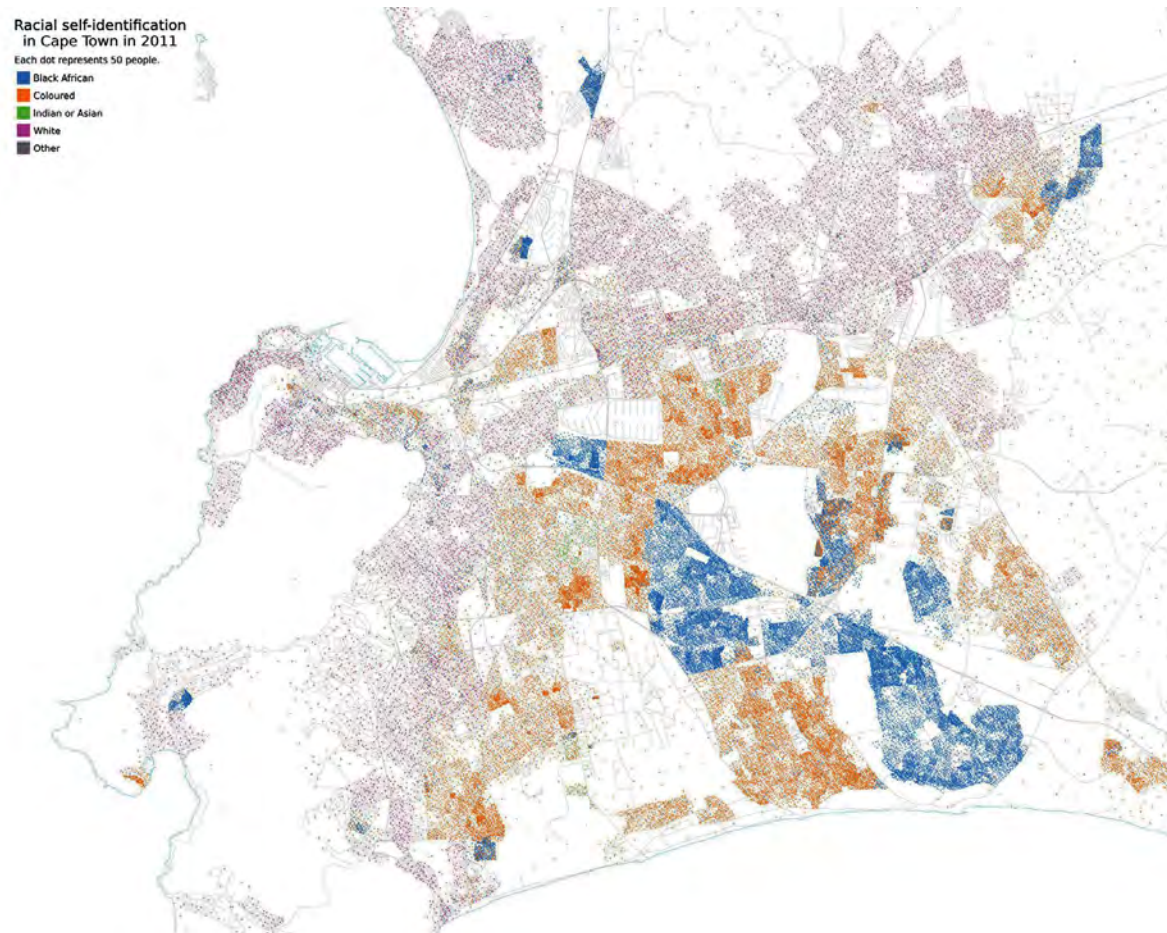 Racial self-identification
in Cape Town in 2011
Each dot represents 50 people.
Black African
Coloured
Indian or Asian
White
Other